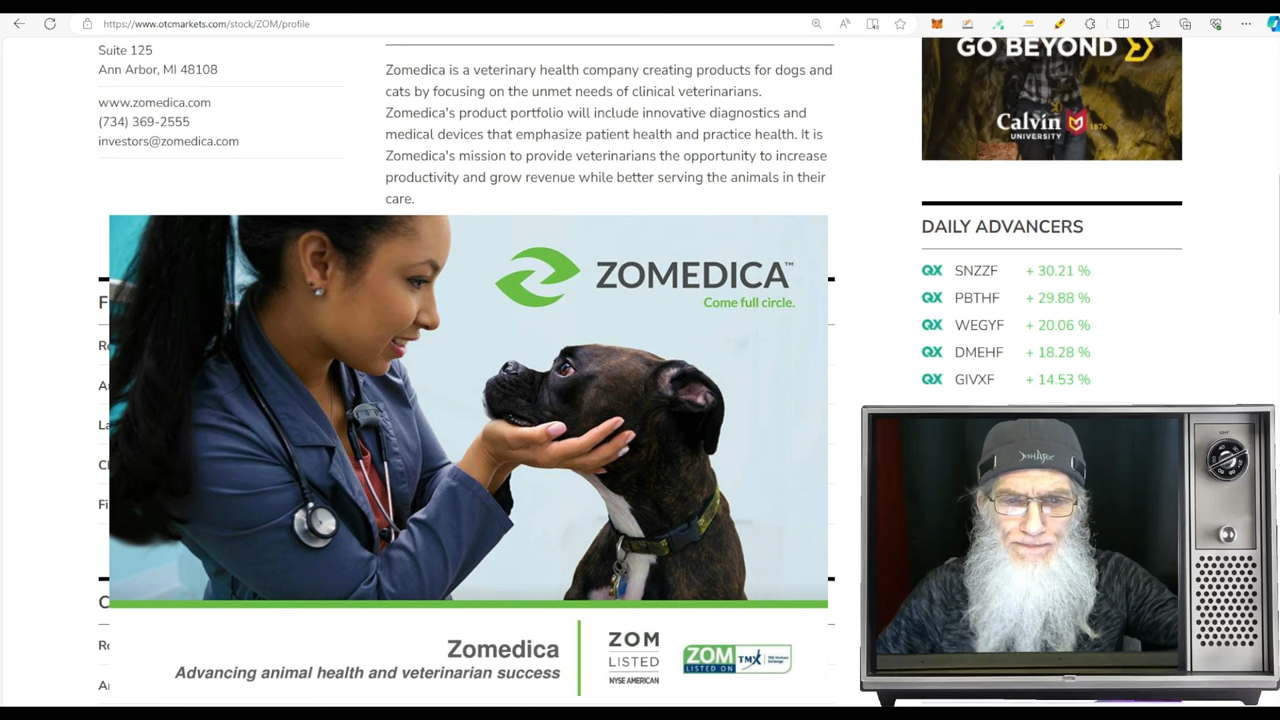 https://www.otcmarkets.com/stock/ZOM/profile
Suite 125
Ann Arbor, MI 48108
www.zomedica.com
(734) 369-2555
investors@zomedica.com
Zomedica is a veterinary health company creating products for dogs and
cats by focusing on the unmet needs of clinical veterinarians.
Zomedica's product portfolio will include innovative diagnostics and
medical devices that emphasize patient health and practice health. It is
Zomedica's mission to provide veterinarians the opportunity to increase
productivity and grow revenue while better serving the animals in their
care.
ZOMEDICA™
Come full circle.
Zomedica
Advancing animal health and veterinarian success
ZOM
LISTED
NYSE AMERICAN
ZOM
LISTED ON
TMX
GO BEYOND
Calvin
UNIVERSITY
1876
DAILY ADVANCERS
QX SNZZF + 30.21 %
QX PBTHF + 29.88 %
QX WEGYF + 20.06 %
QX DMEHF + 18.28 %
QX GIVXF + 14.53 %
UHF